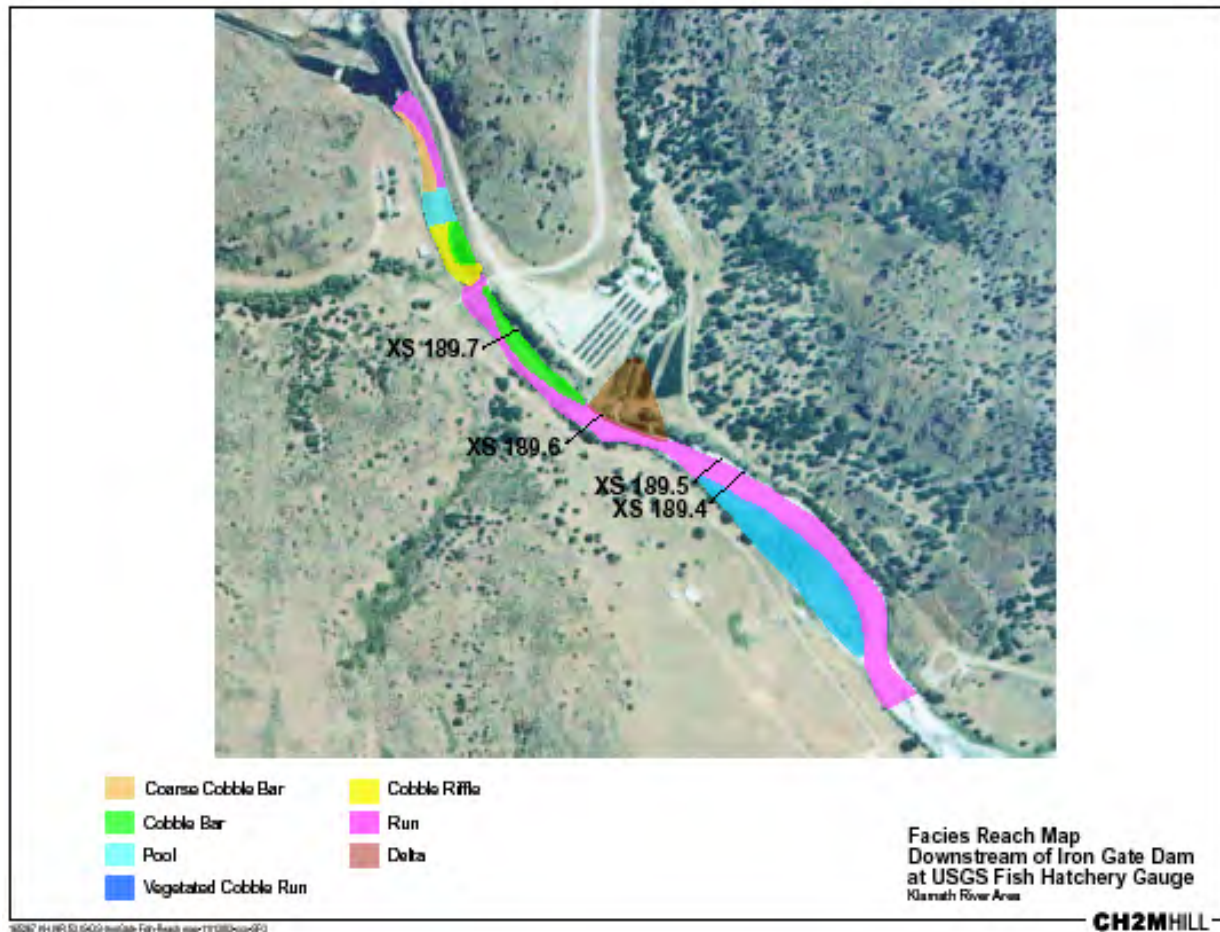 XS 189.7
XS 189.6
XS 189.5
XS 189.4
Coarse Cobble Bar
Cobble Bar
Pool
Vegetated Cobble Run
Cobble Riffle
Run
Delta
Facies Reach Map
Downstream of Iron Gate Dam
at USGS Fish Hatchery Gauge
Klamath River Area
CH2MHILL